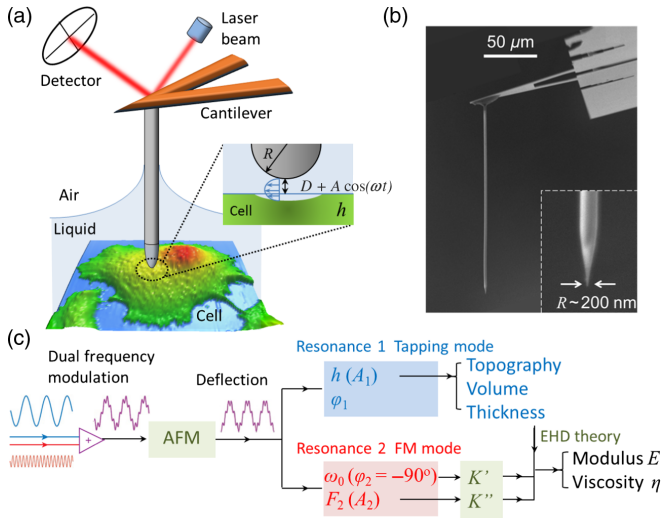 (a)
Laser
beam
Detector
Cantilever
R
D + A cos(ωt)
Cell
h
Air
Liquid
Cell
(b)
50 µm
R~200 nm
(c)
Dual frequency
modulation
+
AFM
Deflection
Resonance 1 Tapping mode
h (A₁)
φ₁
Topography
Volume
Thickness
Resonance 2 FM mode
ω₀ (φ₂ = −90°)
F₂ (A₂)
K′
K″
EHD theory
Modulus E
Viscosity η